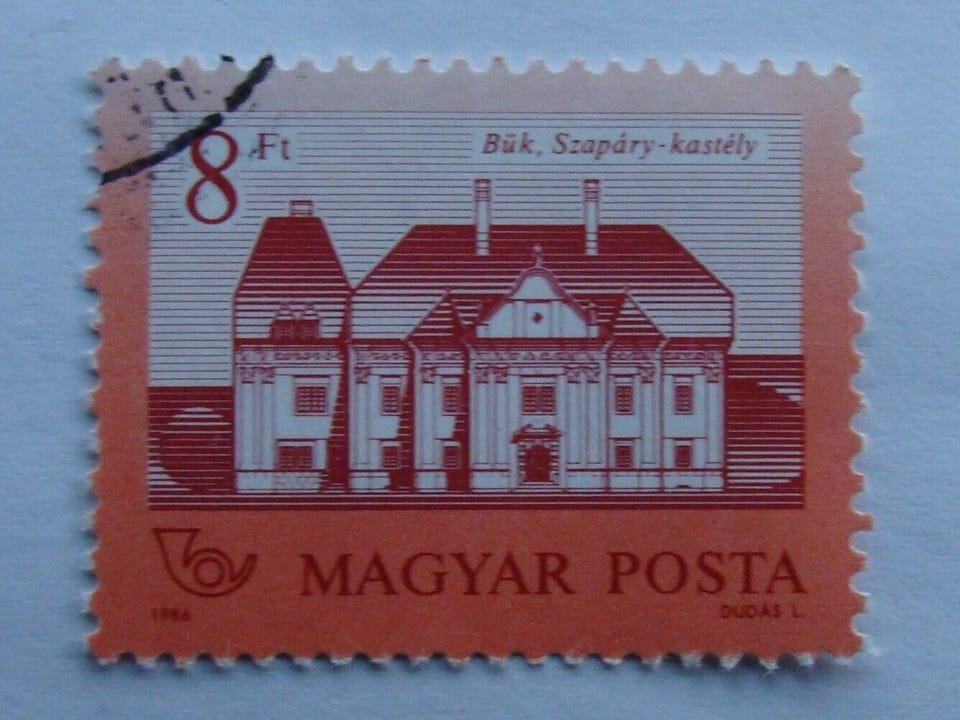 8 Ft
Bük, Szapáry-kastély
MAGYAR POSTA
1986
DUDÁS L.